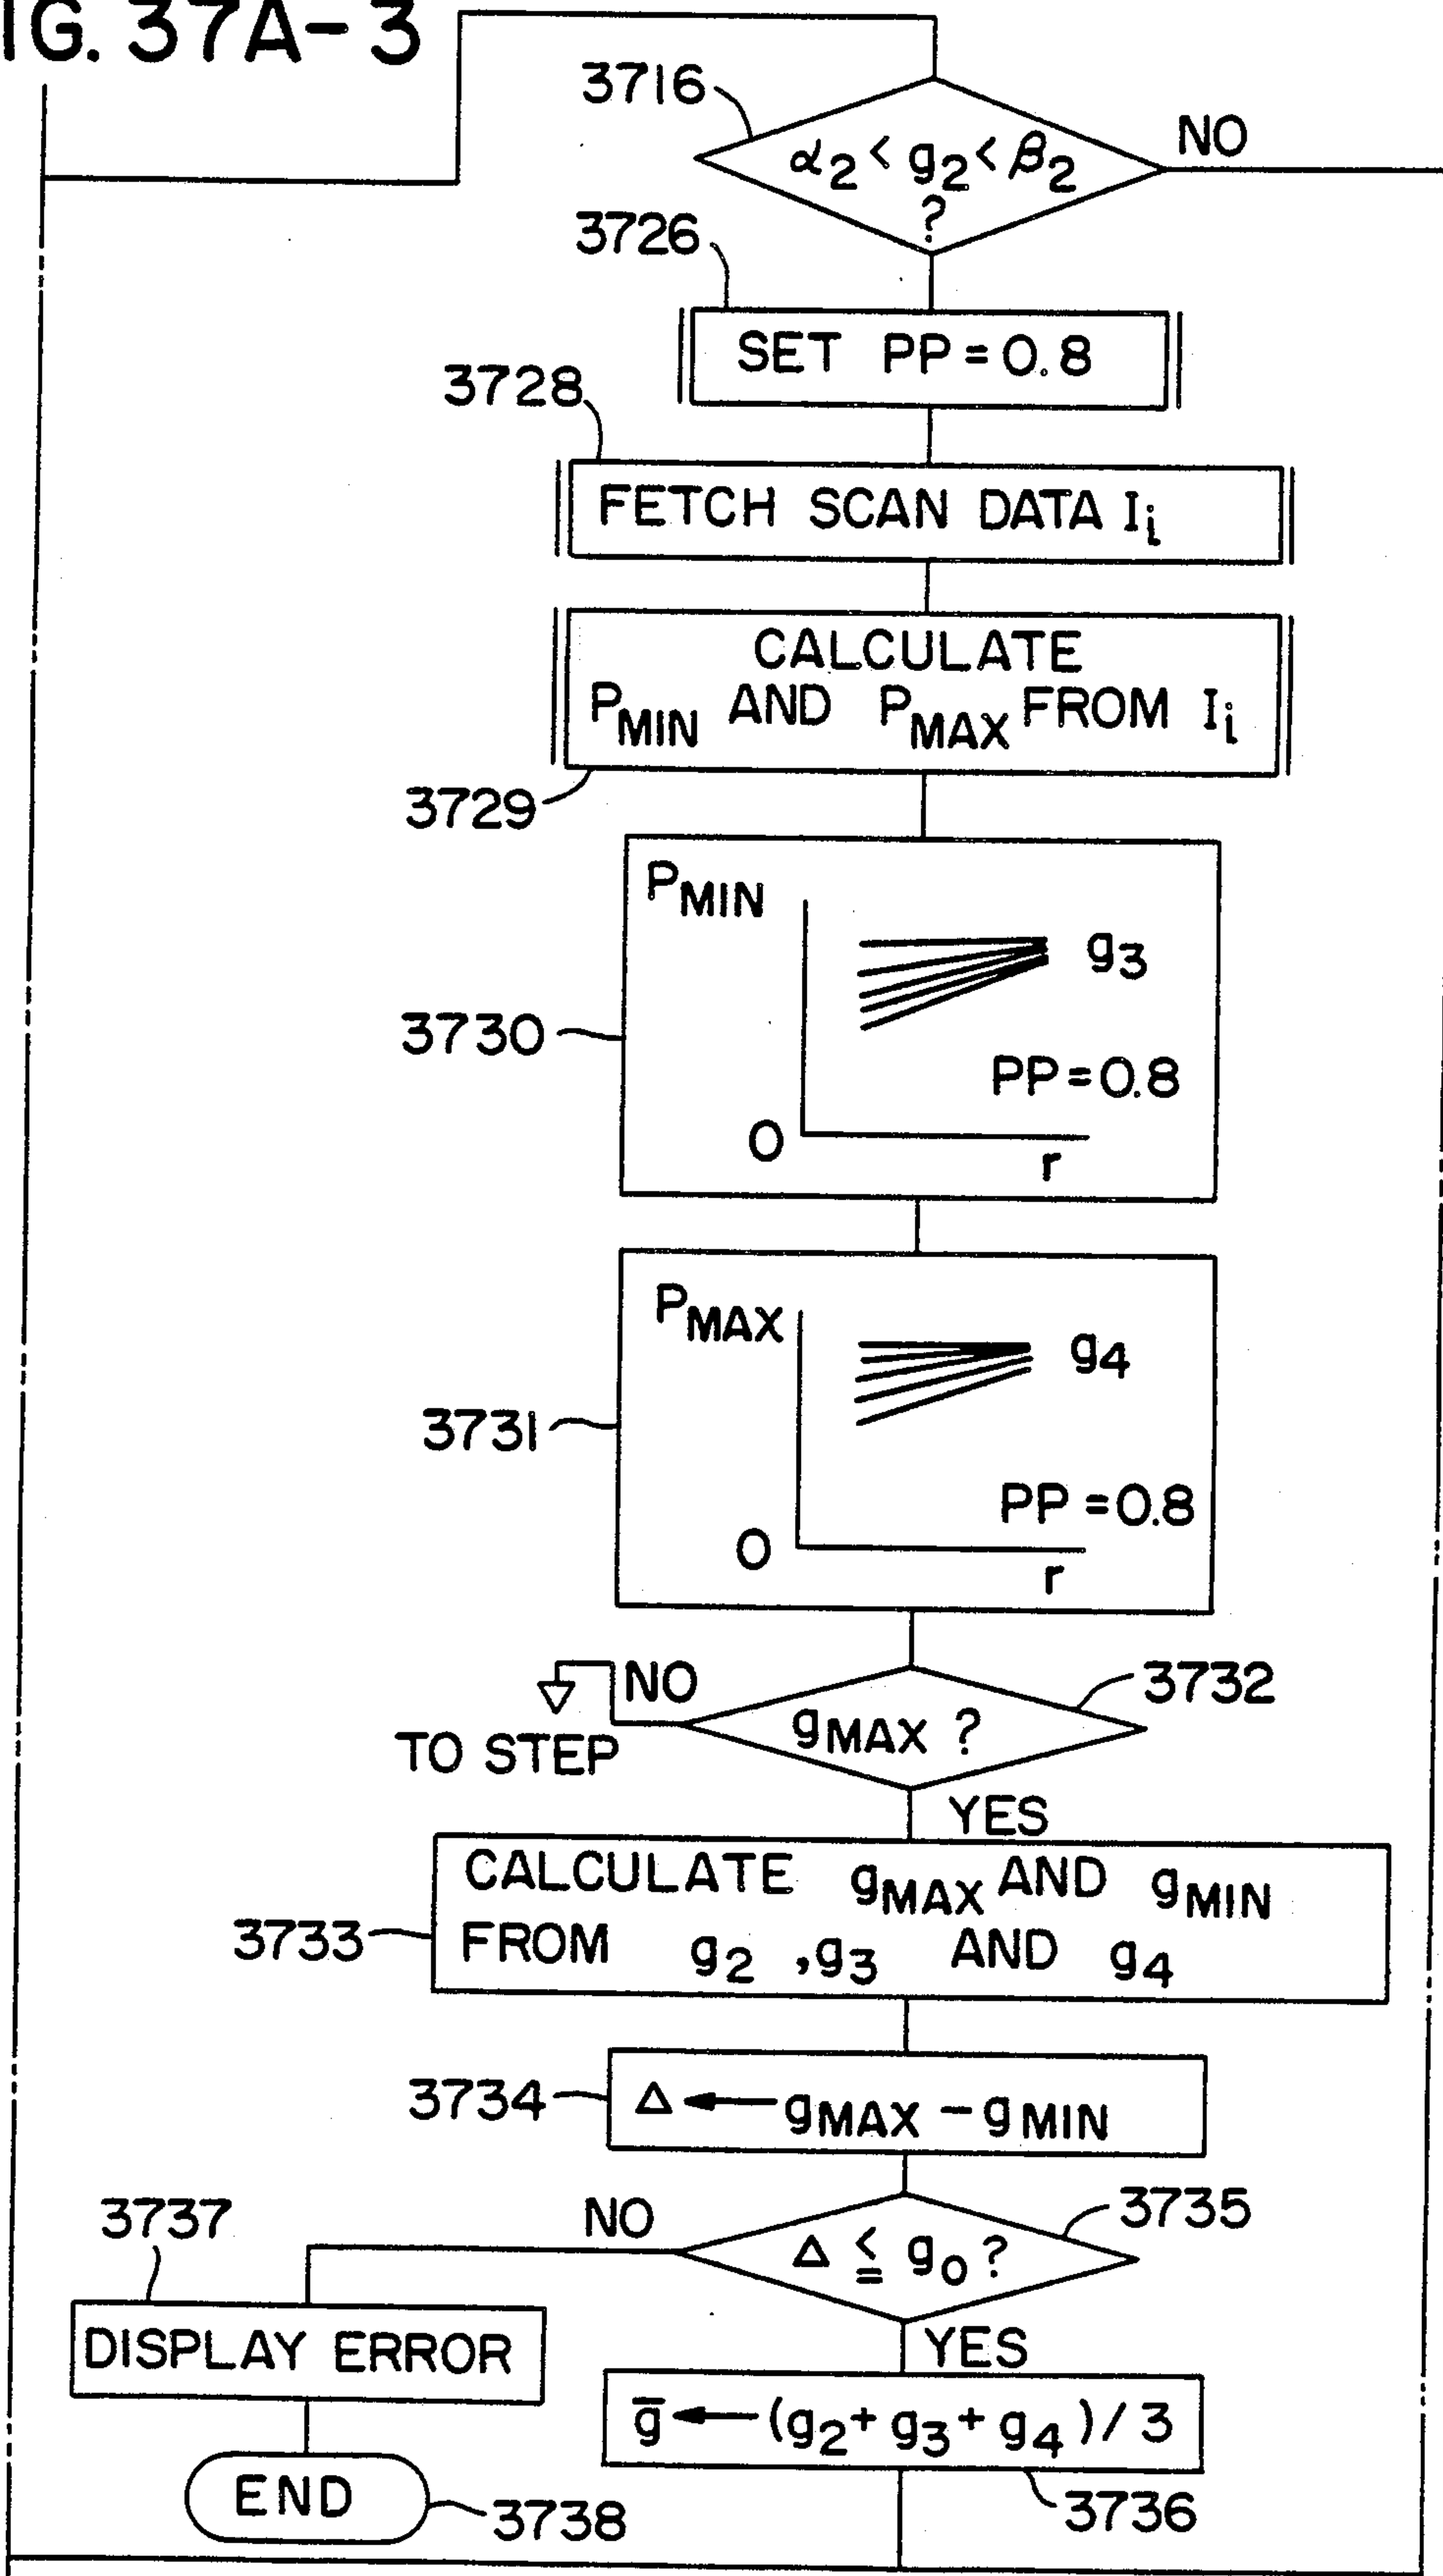 IG. 37A-3
3716
α2 < g2 < β2
?
NO
3726
SET PP = 0.8
3728
FETCH SCAN DATA Ii
CALCULATE
PMIN AND PMAX FROM Ii
3729
PMIN
g3
3730
PP = 0.8
0
r
PMAX
g4
3731
PP = 0.8
0
r
NO
3732
gMAX ?
TO STEP
YES
CALCULATE gMAX AND gMIN
3733
FROM g2 , g3 AND g4
3734
Δ ← gMAX - gMIN
3737
NO
3735
Δ ≦ g0 ?
DISPLAY ERROR
YES
g̅ ← (g2 + g3 + g4) / 3
END
3738
3736